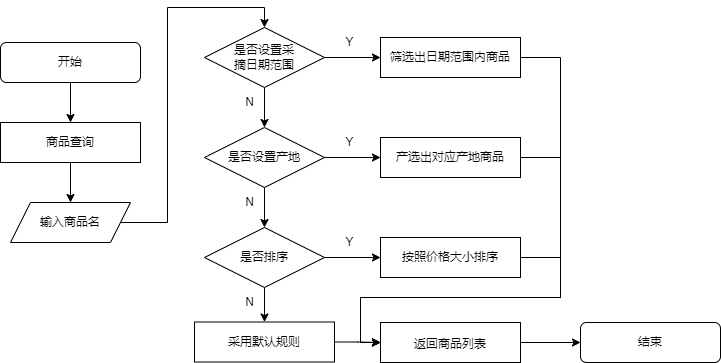 开始
商品查询
输入商品名
是否设置采
摘日期范围
Y
筛选出日期范围内商品
N
是否设置产地
Y
产选出对应产地商品
N
是否排序
Y
按照价格大小排序
N
采用默认规则
返回商品列表
结束